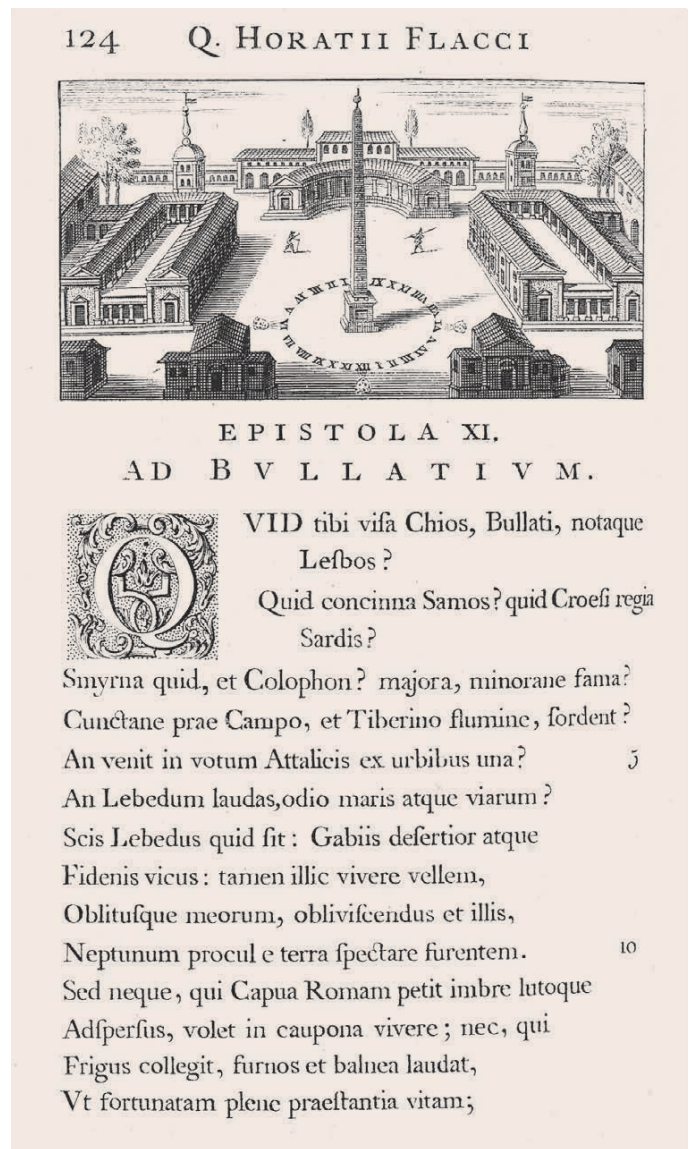 124 Q. HORATII FLACCI
EPISTOLA XI.
AD BVLLATIVM.
QVID tibi viſa Chios, Bullati, notaque
Leſbos?
Quid concinna Samos? quid Croeſi regia
Sardis?
Smyrna quid, et Colophon? majora, minorane fama?
Cunctane prae Campo, et Tiberino flumine, ſordent?
An venit in votum Attalicis ex urbibus una? 5
An Lebedum laudas, odio maris atque viarum?
Scis Lebedus quid ſit: Gabiis deſertior atque
Fidenis vicus: tamen illic vivere vellem,
Oblituſque meorum, obliviſcendus et illis,
Neptunum procul e terra ſpectare furentem. 10
Sed neque, qui Capua Romam petit imbre lutoque
Adſperſus, volet in caupona vivere; nec, qui
Frigus collegit, furnos et balnea laudat,
Vt fortunatam plene praeſtantia vitam;